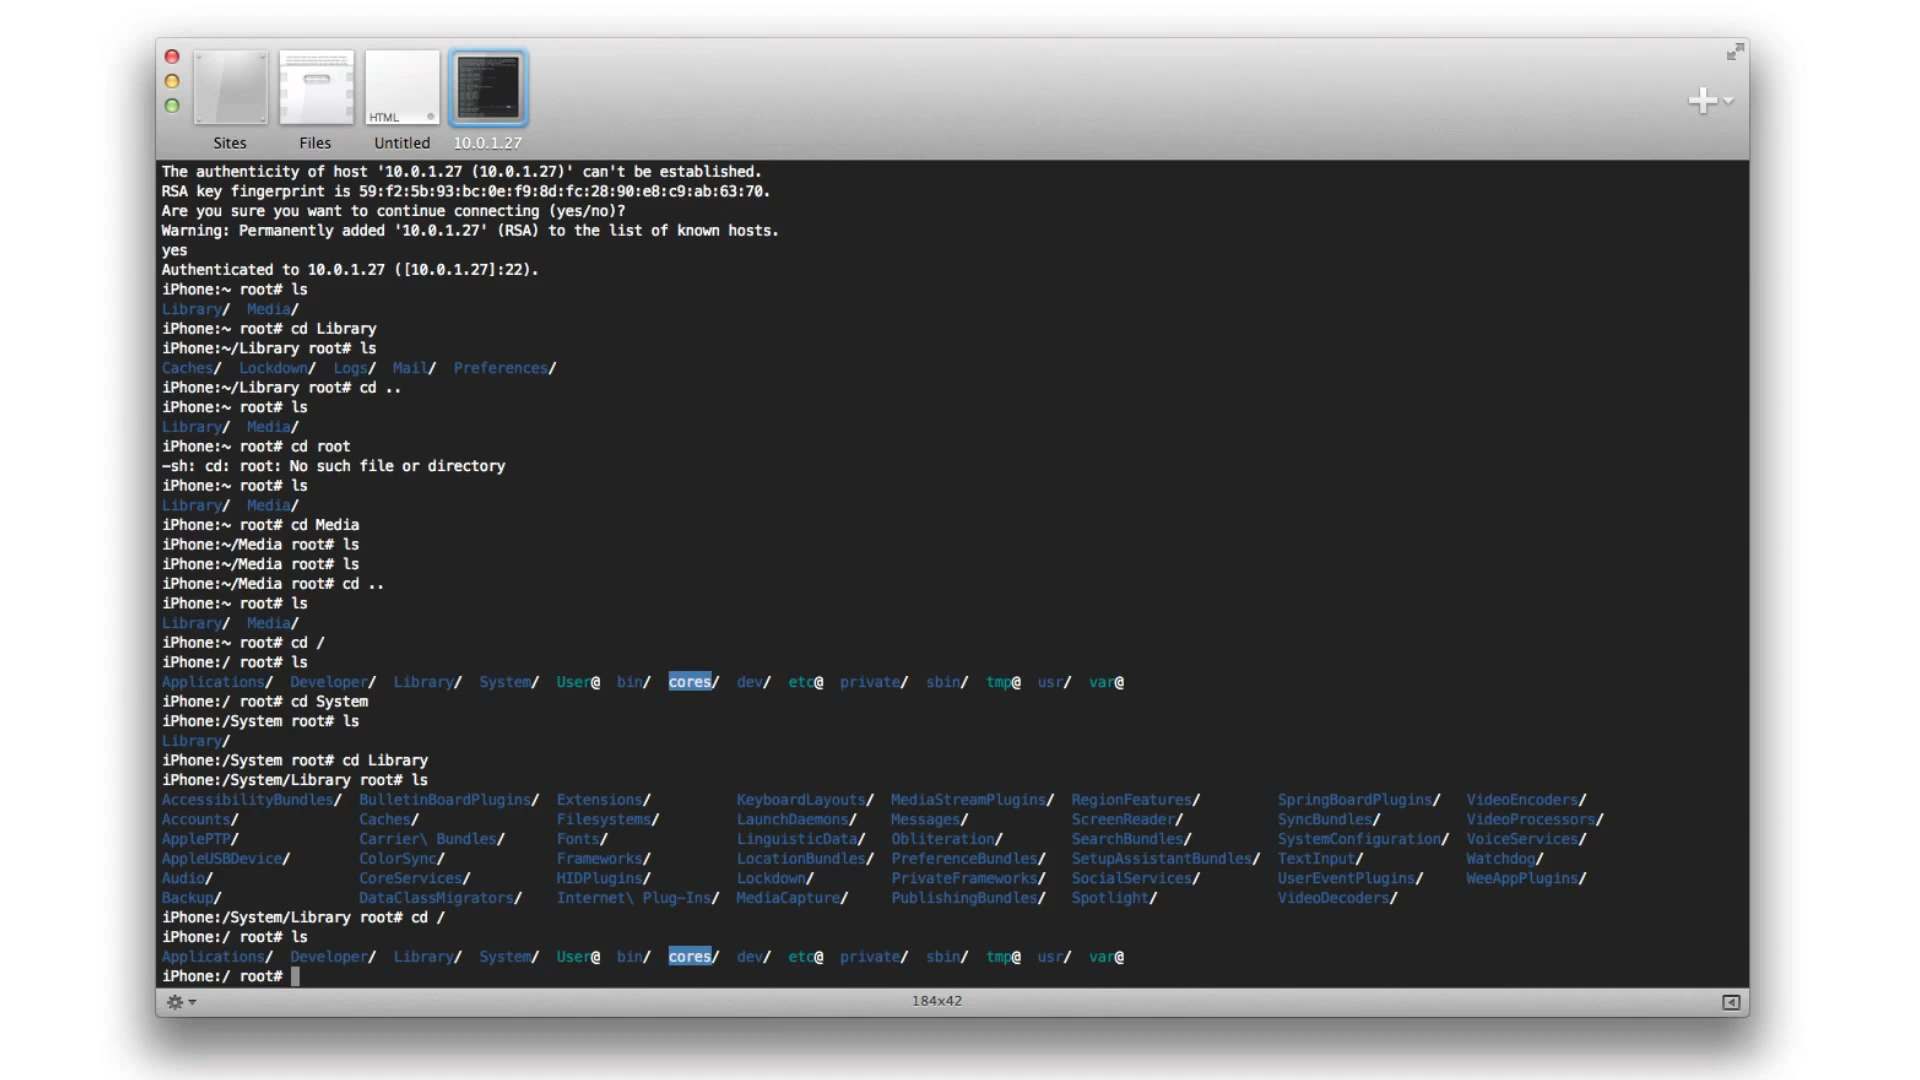 Sites Files Untitled 10.0.1.27
HTML
The authenticity of host '10.0.1.27 (10.0.1.27)' can't be established.
RSA key fingerprint is 59:f2:5b:93:bc:0e:f9:8d:fc:28:90:e8:c9:ab:63:70.
Are you sure you want to continue connecting (yes/no)?
Warning: Permanently added '10.0.1.27' (RSA) to the list of known hosts.
yes
Authenticated to 10.0.1.27 ([10.0.1.27]:22).
iPhone:~ root# ls
Library/ Media/
iPhone:~ root# cd Library
iPhone:~/Library root# ls
Caches/ Lockdown/ Logs/ Mail/ Preferences/
iPhone:~/Library root# cd ..
iPhone:~ root# ls
Library/ Media/
iPhone:~ root# cd root
-sh: cd: root: No such file or directory
iPhone:~ root# ls
Library/ Media/
iPhone:~ root# cd Media
iPhone:~/Media root# ls
iPhone:~/Media root# ls
iPhone:~/Media root# cd ..
iPhone:~ root# ls
Library/ Media/
iPhone:~ root# cd /
iPhone:/ root# ls
Applications/ Developer/ Library/ System/ User@ bin/ cores/ dev/ etc@ private/ sbin/ tmp@ usr/ var@
iPhone:/ root# cd System
iPhone:/System root# ls
Library/
iPhone:/System root# cd Library
iPhone:/System/Library root# ls
AccessibilityBundles/ BulletinBoardPlugins/ Extensions/ KeyboardLayouts/ MediaStreamPlugins/ RegionFeatures/ SpringBoardPlugins/ VideoEncoders/
Accounts/ Caches/ Filesystems/ LaunchDaemons/ Messages/ ScreenReader/ SyncBundles/ VideoProcessors/
ApplePTP/ Carrier\ Bundles/ Fonts/ LinguisticData/ Obliteration/ SearchBundles/ SystemConfiguration/ VoiceServices/
AppleUSBDevice/ ColorSync/ Frameworks/ LocationBundles/ PreferenceBundles/ SetupAssistantBundles/ TextInput/ Watchdog/
Audio/ CoreServices/ HIDPlugins/ Lockdown/ PrivateFrameworks/ SocialServices/ UserEventPlugins/ WeeAppPlugins/
Backup/ DataClassMigrators/ Internet\ Plug-Ins/ MediaCapture/ PublishingBundles/ Spotlight/ VideoDecoders/
iPhone:/System/Library root# cd /
iPhone:/ root# ls
Applications/ Developer/ Library/ System/ User@ bin/ cores/ dev/ etc@ private/ sbin/ tmp@ usr/ var@
iPhone:/ root#
184x42